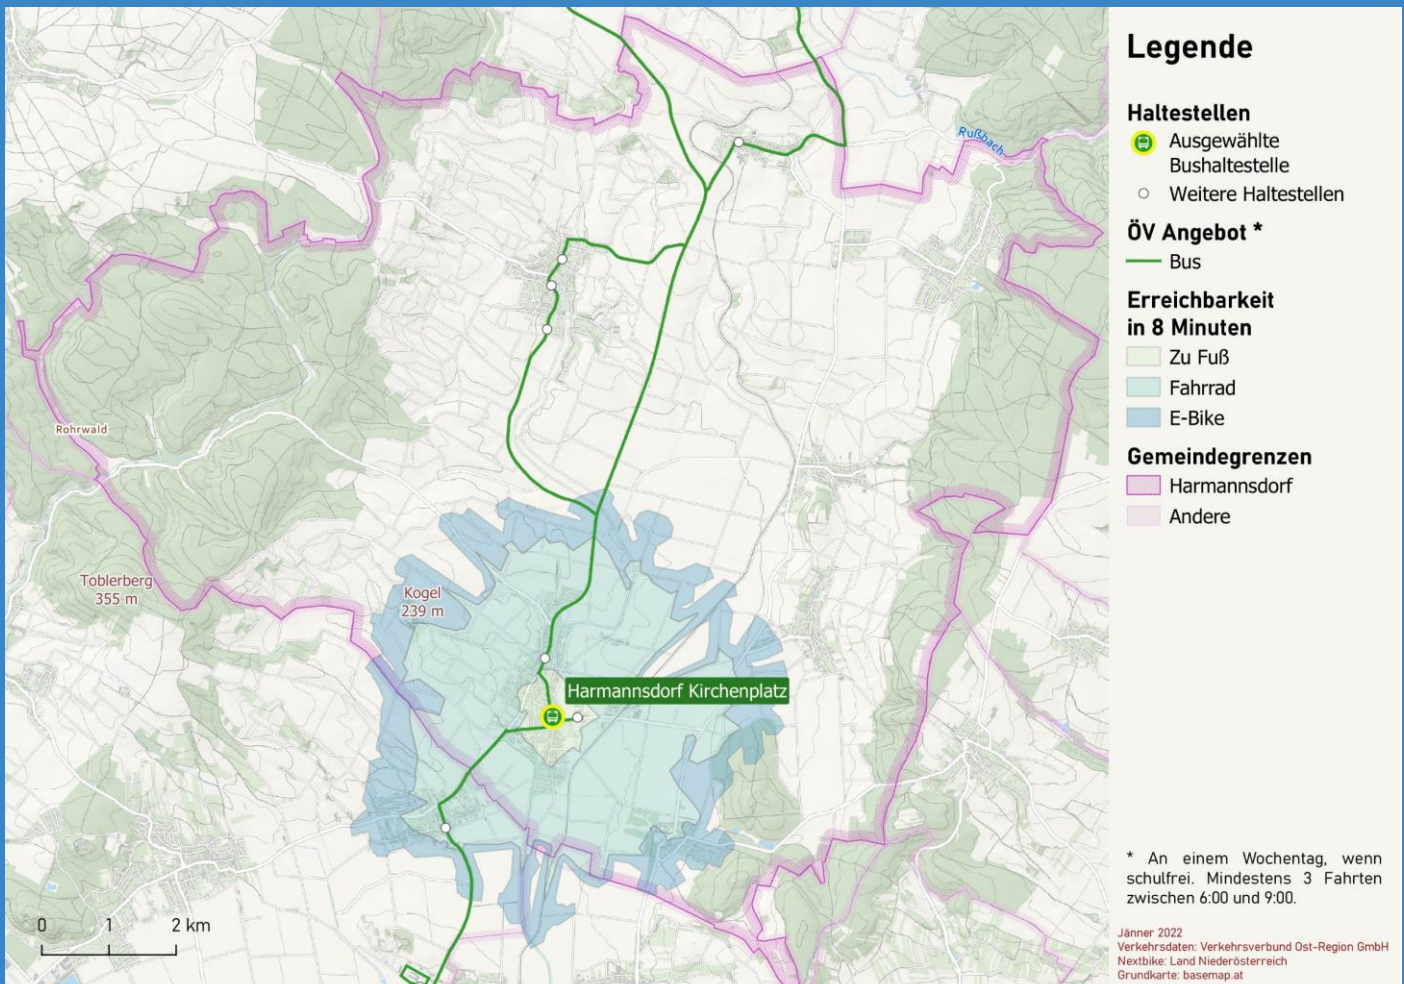 Legende
Haltestellen
Ausgewählte
Bushaltestelle
Weitere Haltestellen
ÖV Angebot *
Bus
Erreichbarkeit
in 8 Minuten
Zu Fuß
Fahrrad
E-Bike
Gemeindegrenzen
Harmannsdorf
Andere
Rußbach
Rohrwald
Toblerberg
355 m
Kogel
239 m
Harmannsdorf Kirchenplatz
0 1 2 km
* An einem Wochentag, wenn
schulfrei. Mindestens 3 Fahrten
zwischen 6:00 und 9:00.
Jänner 2022
Verkehrsdaten: Verkehrsverbund Ost-Region GmbH
Nextbike: Land Niederösterreich
Grundkarte: basemap.at